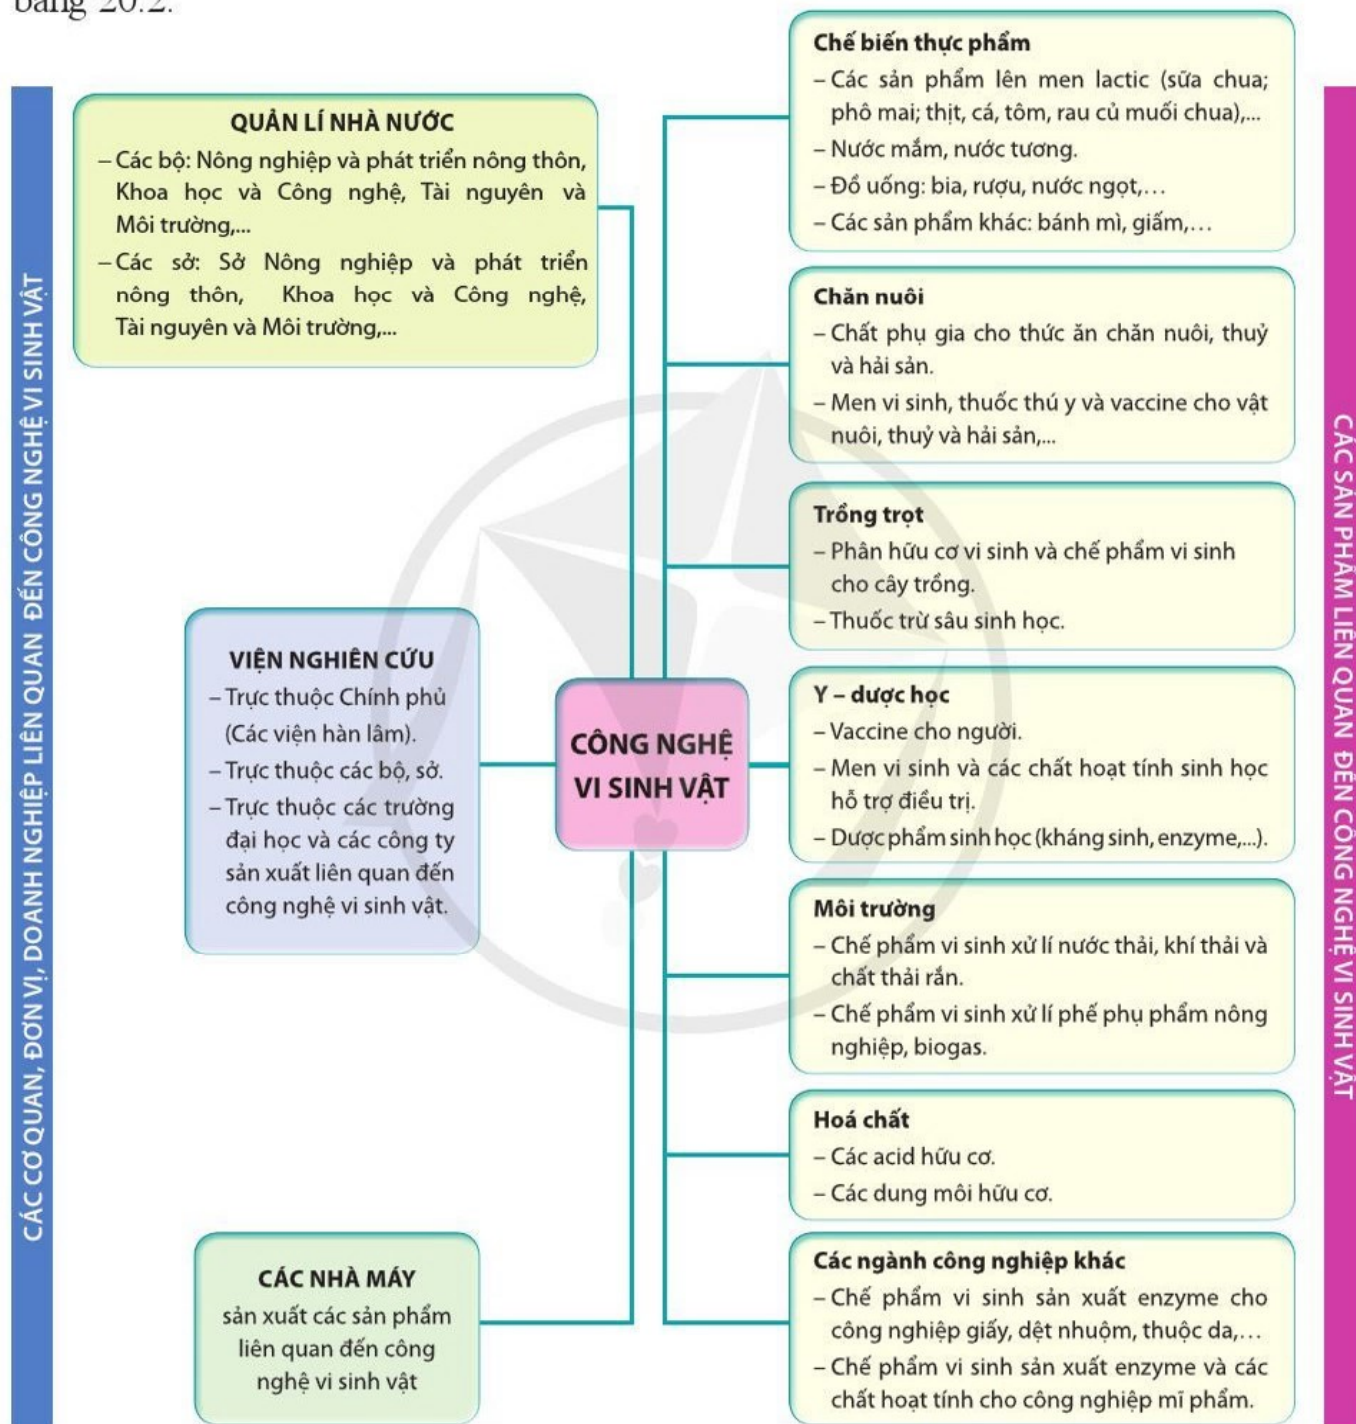 bảng 20.2.
CÁC CƠ QUAN, ĐƠN VỊ, DOANH NGHIỆP LIÊN QUAN ĐẾN CÔNG NGHỆ VI SINH VẬT
QUẢN LÍ NHÀ NƯỚC
– Các bộ: Nông nghiệp và phát triển nông thôn,
Khoa học và Công nghệ, Tài nguyên và
Môi trường,...
– Các sở: Sở Nông nghiệp và phát triển
nông thôn, Khoa học và Công nghệ,
Tài nguyên và Môi trường,...
VIỆN NGHIÊN CỨU
– Trực thuộc Chính phủ
(Các viện hàn lâm).
– Trực thuộc các bộ, sở.
– Trực thuộc các trường
đại học và các công ty
sản xuất liên quan đến
công nghệ vi sinh vật.
CÁC NHÀ MÁY
sản xuất các sản phẩm
liên quan đến công
nghệ vi sinh vật
CÔNG NGHỆ
VI SINH VẬT
Chế biến thực phẩm
– Các sản phẩm lên men lactic (sữa chua;
phô mai; thịt, cá, tôm, rau củ muối chua),...
– Nước mắm, nước tương.
– Đồ uống: bia, rượu, nước ngọt,...
– Các sản phẩm khác: bánh mì, giấm,...
Chăn nuôi
– Chất phụ gia cho thức ăn chăn nuôi, thuỷ
và hải sản.
– Men vi sinh, thuốc thú y và vaccine cho vật
nuôi, thuỷ và hải sản,...
Trồng trọt
– Phân hữu cơ vi sinh và chế phẩm vi sinh
cho cây trồng.
– Thuốc trừ sâu sinh học.
Y – dược học
– Vaccine cho người.
– Men vi sinh và các chất hoạt tính sinh học
hỗ trợ điều trị.
– Dược phẩm sinh học (kháng sinh, enzyme,...).
Môi trường
– Chế phẩm vi sinh xử lí nước thải, khí thải và
chất thải rắn.
– Chế phẩm vi sinh xử lí phế phụ phẩm nông
nghiệp, biogas.
Hoá chất
– Các acid hữu cơ.
– Các dung môi hữu cơ.
Các ngành công nghiệp khác
– Chế phẩm vi sinh sản xuất enzyme cho
công nghiệp giấy, dệt nhuộm, thuộc da,...
– Chế phẩm vi sinh sản xuất enzyme và các
chất hoạt tính cho công nghiệp mĩ phẩm.
CÁC SẢN PHẨM LIÊN QUAN ĐẾN CÔNG NGHỆ VI SINH VẬT